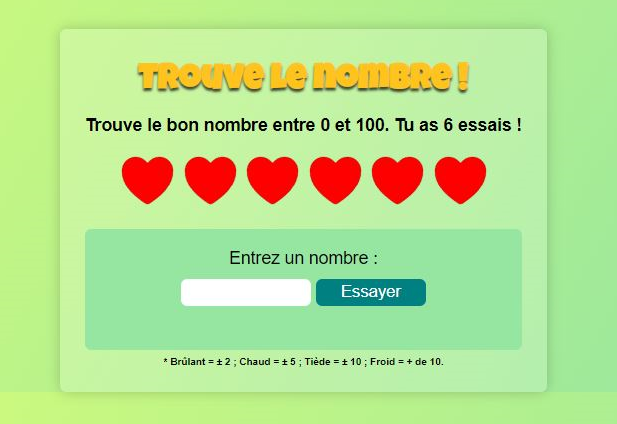 Trouve le nombre !
Trouve le bon nombre entre 0 et 100. Tu as 6 essais !
Entrez un nombre :
Essayer
* Brûlant = ± 2 ; Chaud = ± 5 ; Tiède = ± 10 ; Froid = + de 10.